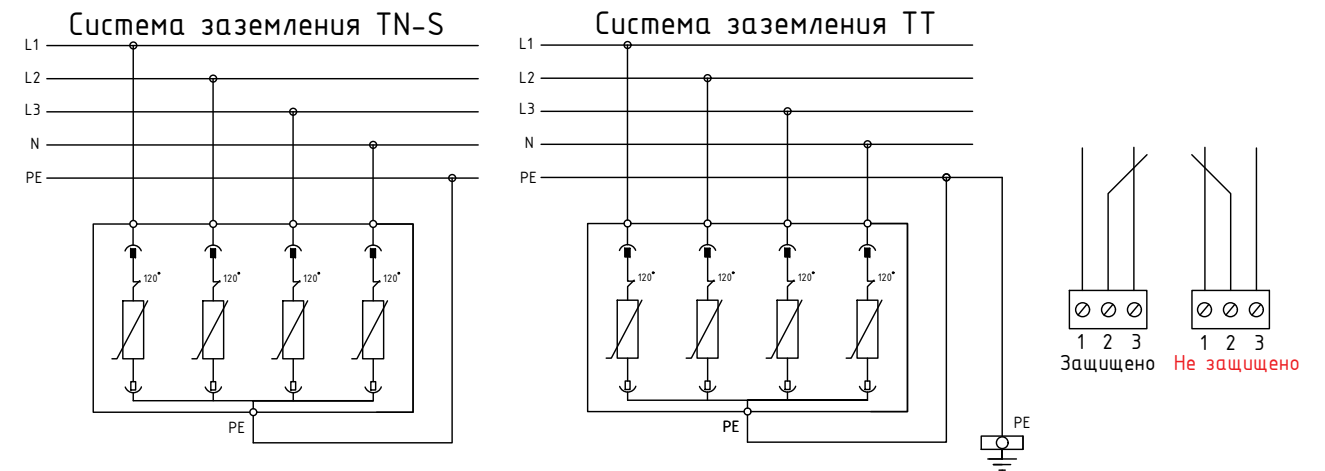 Система заземления TN-S
L1
L2
L3
N
PE
120°
120°
120°
120°
PE
Система заземления TT
L1
L2
L3
N
PE
120°
120°
120°
120°
PE
PE
1 2 3
Защищено
1 2 3
Не защищено